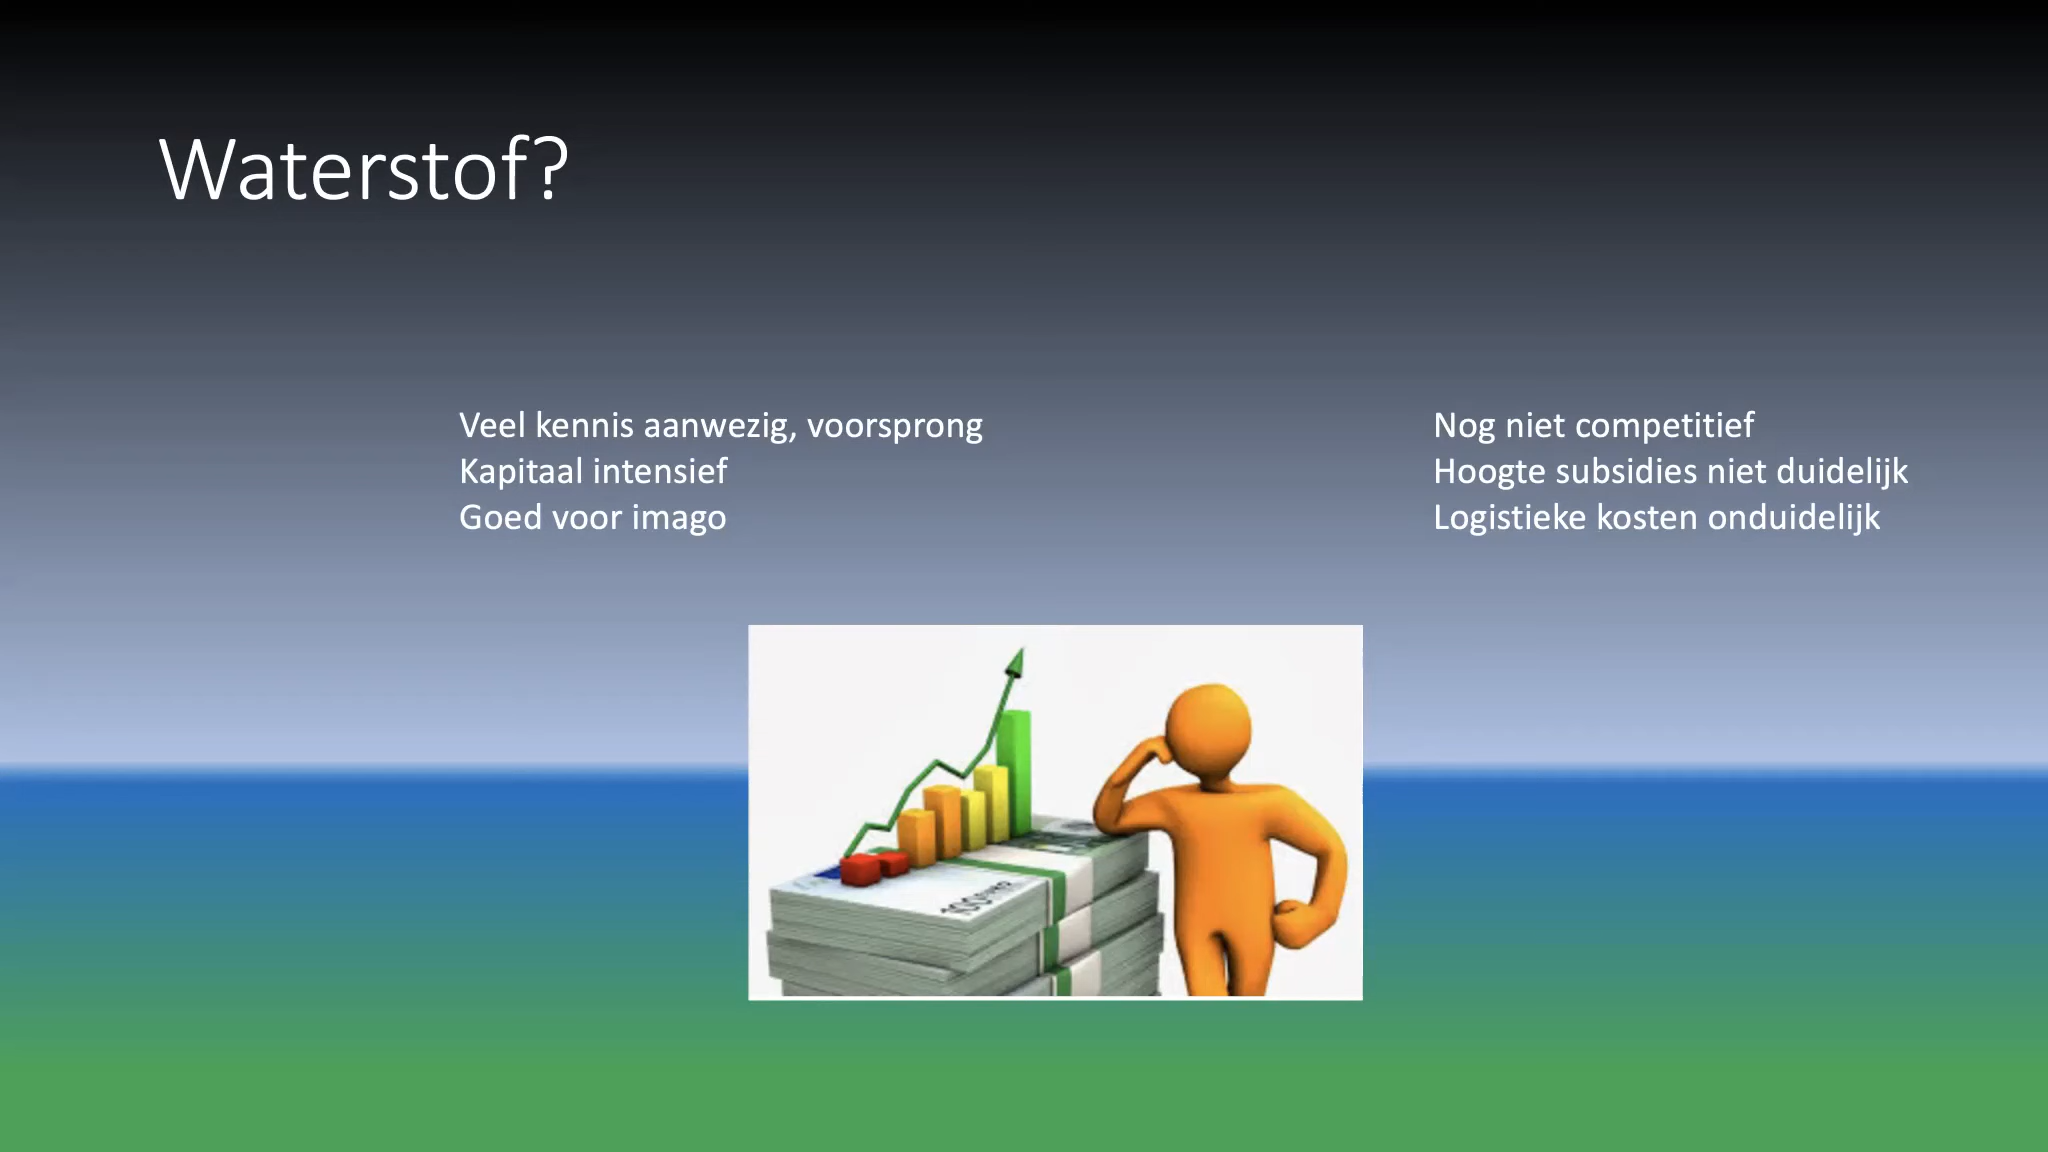 Waterstof?
Veel kennis aanwezig, voorsprong
Kapitaal intensief
Goed voor imago
Nog niet competitief
Hoogte subsidies niet duidelijk
Logistieke kosten onduidelijk